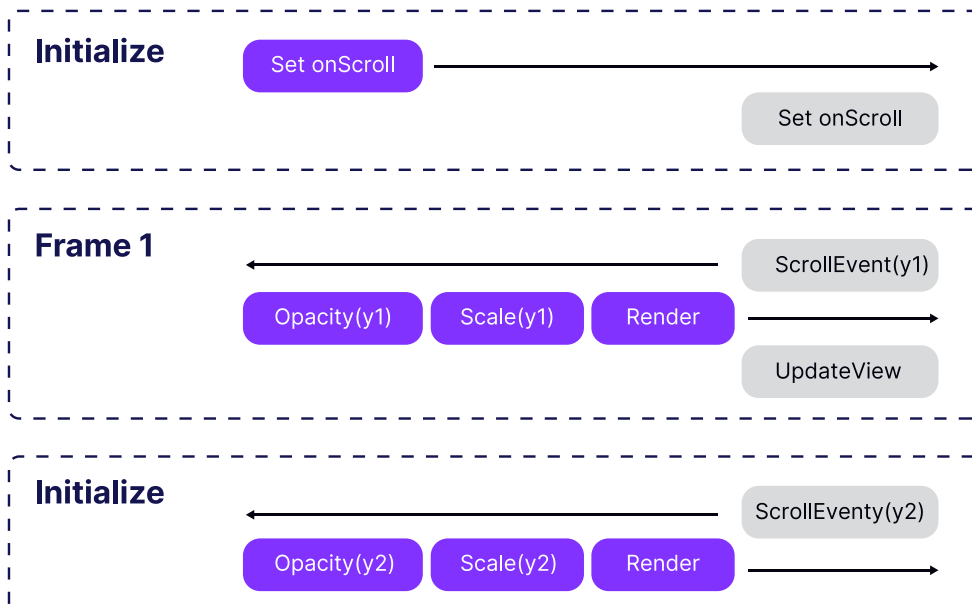 Initialize
Set onScroll
Set onScroll
Frame 1
ScrollEvent(y1)
Opacity(y1)
Scale(y1)
Render
UpdateView
Initialize
ScrollEventy(y2)
Opacity(y2)
Scale(y2)
Render